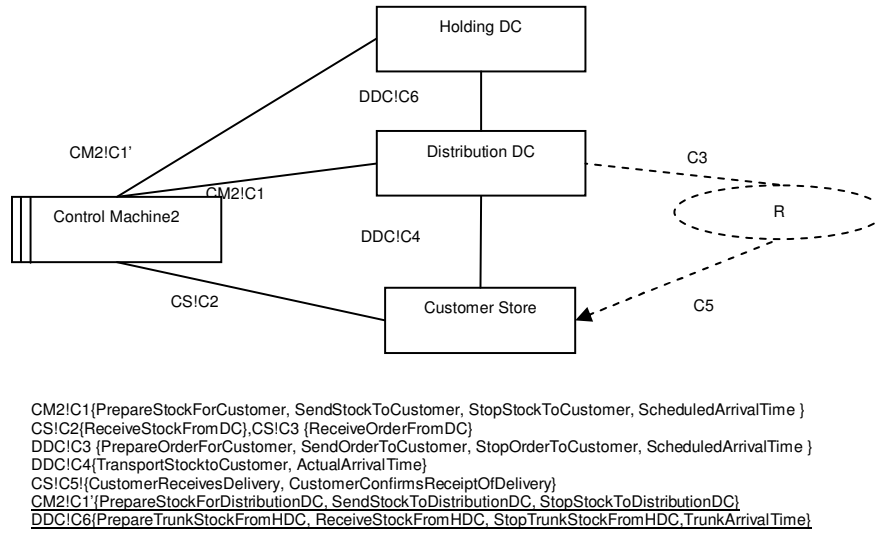 Holding DC
DDC!C6
CM2!C1’
Distribution DC
C3
CM2!C1
Control Machine2
R
DDC!C4
CS!C2
Customer Store
C5
CM2!C1{PrepareStockForCustomer, SendStockToCustomer, StopStockToCustomer, ScheduledArrivalTime }
CS!C2{ReceiveStockFromDC},CS!C3 {ReceiveOrderFromDC}
DDC!C3 {PrepareOrderForCustomer, SendOrderToCustomer, StopOrderToCustomer, ScheduledArrivalTime }
DDC!C4{TransportStocktoCustomer, ActualArrivalTime}
CS!C5!{CustomerReceivesDelivery, CustomerConfirmsReceiptOfDelivery}
CM2!C1’{PrepareStockForDistributionDC, SendStockToDistributionDC, StopStockToDistributionDC}
DDC!C6{PrepareTrunkStockFromHDC, ReceiveStockFromHDC, StopTrunkStockFromHDC,TrunkArrivalTime}